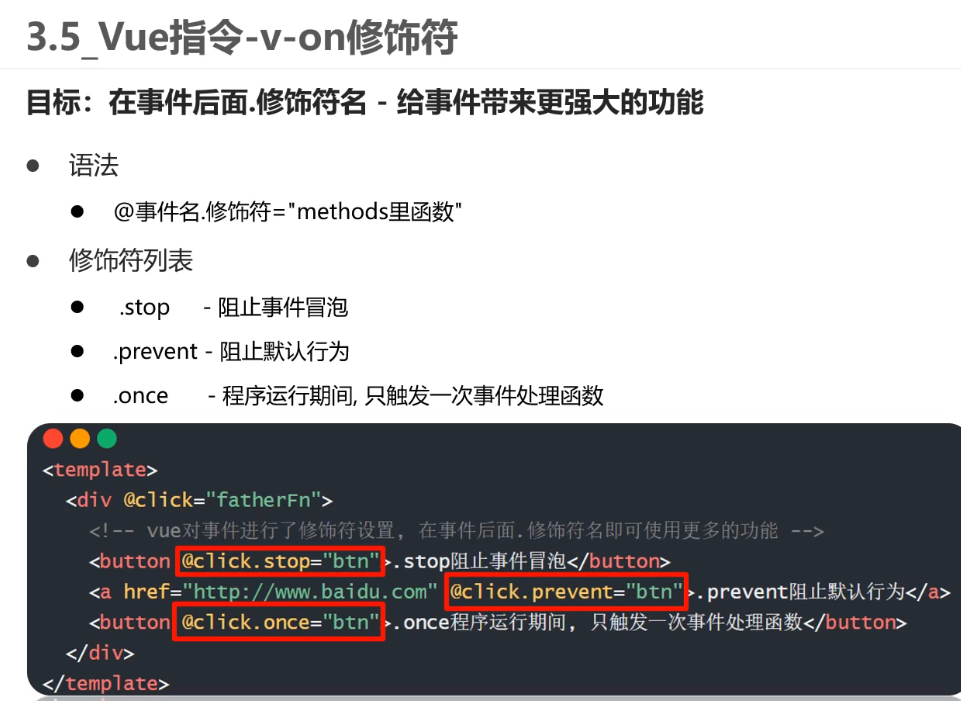 3.5_Vue指令-v-on修饰符
目标：在事件后面.修饰符名 - 给事件带来更强大的功能
语法
@事件名.修饰符="methods里函数"
修饰符列表
.stop - 阻止事件冒泡
.prevent - 阻止默认行为
.once - 程序运行期间, 只触发一次事件处理函数
<template>
<div @click="fatherFn">
<!-- vue对事件进行了修饰符设置, 在事件后面.修饰符名即可使用更多的功能 -->
<button @click.stop="btn">.stop阻止事件冒泡</button>
<a href="http://www.baidu.com" @click.prevent="btn">.prevent阻止默认行为</a>
<button @click.once="btn">.once程序运行期间, 只触发一次事件处理函数</button>
</div>
</template>